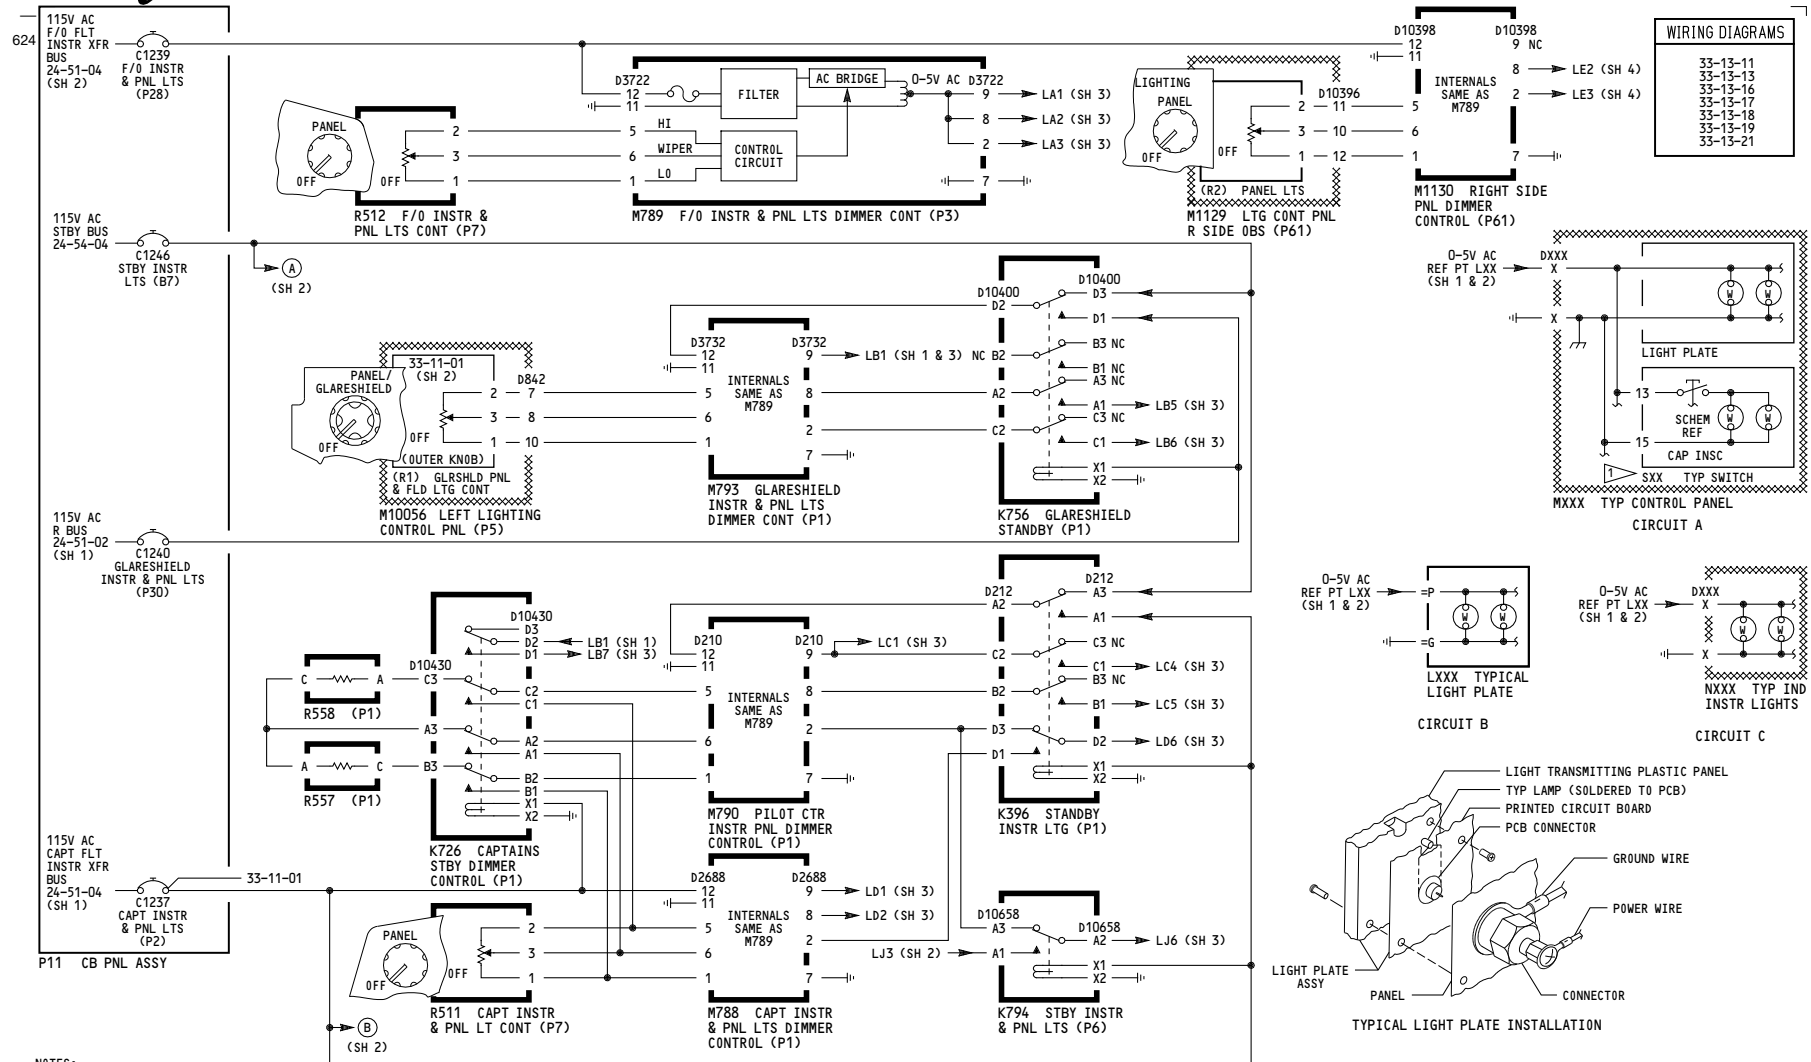 624
115V AC
F/O FLT
INSTR XFR
BUS
24-51-04
(SH 2)
C1239
F/O INSTR
& PNL LTS
(P28)
115V AC
STBY BUS
24-54-04
C1246
STBY INSTR
LTS (B7)
A
(SH 2)
115V AC
R BUS
24-51-02
(SH 1)
C1240
GLARESHIELD
INSTR & PNL LTS
(P30)
115V AC
CAPT FLT
INSTR XFR
BUS
24-51-04
(SH 1)
C1237
CAPT INSTR
& PNL LTS
(P2)
33-11-01
P11 CB PNL ASSY
B
(SH 2)
PANEL
OFF
OFF
2
3
1
R512 F/O INSTR &
PNL LTS CONT (P7)
D3722
12
11
5 HI
6 WIPER
1 LO
FILTER
AC BRIDGE
CONTROL
CIRCUIT
0-5V AC
D3722
9 LA1 (SH 3)
8 LA2 (SH 3)
2 LA3 (SH 3)
7
M789 F/O INSTR & PNL LTS DIMMER CONT (P3)
LIGHTING
PANEL
OFF
OFF
D10396
2 11
3 10
1 12
(R2) PANEL LTS
M1129 LTG CONT PNL
R SIDE OBS (P61)
D10398
12
11
5
6
1
INTERNALS
SAME AS
M789
D10398
9 NC
8 LE2 (SH 4)
2 LE3 (SH 4)
7
M1130 RIGHT SIDE
PNL DIMMER
CONTROL (P61)
WIRING DIAGRAMS
33-13-11
33-13-13
33-13-16
33-13-17
33-13-18
33-13-19
33-13-21
33-11-01
(SH 2)
PANEL/
GLARESHIELD
OFF
OFF
D842
2 7
3 8
1 10
(OUTER KNOB)
(R1) GLRSHLD PNL
& FLD LTG CONT
M10056 LEFT LIGHTING
CONTROL PNL (P5)
D3732
12
11
5
6
1
INTERNALS
SAME AS
M789
D3732
9 LB1 (SH 1 & 3)
8
2
7
M793 GLARESHIELD
INSTR & PNL LTS
DIMMER CONT (P1)
D10400
D2
NC B2
A2
C2
D10400
D3
D1
B3 NC
B1 NC
A3 NC
A1 LB5 (SH 3)
C3 NC
C1 LB6 (SH 3)
X1
X2
K756 GLARESHIELD
STANDBY (P1)
0-5V AC
REF PT LXX
(SH 1 & 2)
DXXX
X
X
W
W
LIGHT PLATE
13
15
SCHEM
REF
W
W
CAP INSC
1
SXX TYP SWITCH
MXXX TYP CONTROL PANEL
CIRCUIT A
C A
R558 (P1)
A C
R557 (P1)
D10430
C3
A3
B3
D10430
D3
D2 LB1 (SH 1)
D1 LB7 (SH 3)
C2
C1
A2
A1
B2
B1
X1
X2
K726 CAPTAINS
STBY DIMMER
CONTROL (P1)
D210
12
11
5
6
1
INTERNALS
SAME AS
M789
D210
9
LC1 (SH 3)
8
2
7
M790 PILOT CTR
INSTR PNL DIMMER
CONTROL (P1)
D212
A2
C2
B2
D3
D1
D212
A3
A1
C3 NC
C1 LC4 (SH 3)
B3 NC
B1 LC5 (SH 3)
D2 LD6 (SH 3)
X1
X2
K396 STANDBY
INSTR LTG (P1)
0-5V AC
REF PT LXX
(SH 1 & 2)
=P
=G
W
W
LXXX TYPICAL
LIGHT PLATE
CIRCUIT B
0-5V AC
REF PT LXX
(SH 1 & 2)
DXXX
X
X
W
W
NXXX TYP IND
INSTR LIGHTS
CIRCUIT C
PANEL
OFF
OFF
2
3
1
R511 CAPT INSTR
& PNL LT CONT (P7)
D2688
12
11
5
6
1
INTERNALS
SAME AS
M789
D2688
9 LD1 (SH 3)
8 LD2 (SH 3)
2
7
M788 CAPT INSTR
& PNL LTS DIMMER
CONTROL (P1)
LJ3 (SH 2)
D10658
A3
A1
D10658
A2 LJ6 (SH 3)
X1
X2
K794 STBY INSTR
& PNL LTS (P6)
LIGHT TRANSMITTING PLASTIC PANEL
TYP LAMP (SOLDERED TO PCB)
PRINTED CIRCUIT BOARD
PCB CONNECTOR
GROUND WIRE
POWER WIRE
LIGHT PLATE
ASSY
PANEL
CONNECTOR
TYPICAL LIGHT PLATE INSTALLATION
NOTES: